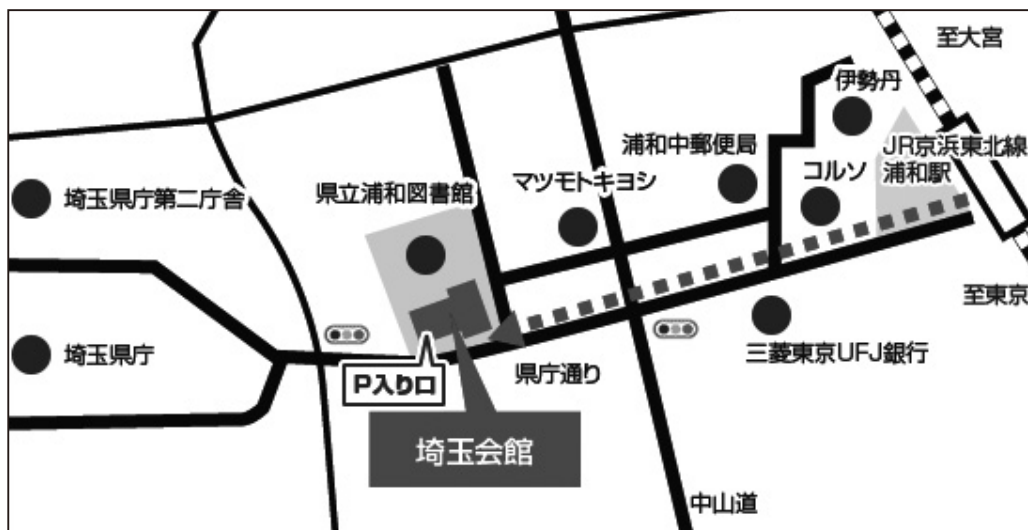 至大宮
伊勢丹
JR京浜東北線
浦和駅
浦和中郵便局
コルソ
マツモトキヨシ
県立浦和図書館
埼玉県庁第二庁舎
至東京
埼玉県庁
三菱東京UFJ銀行
県庁通り
P入り口
埼玉会館
中山道